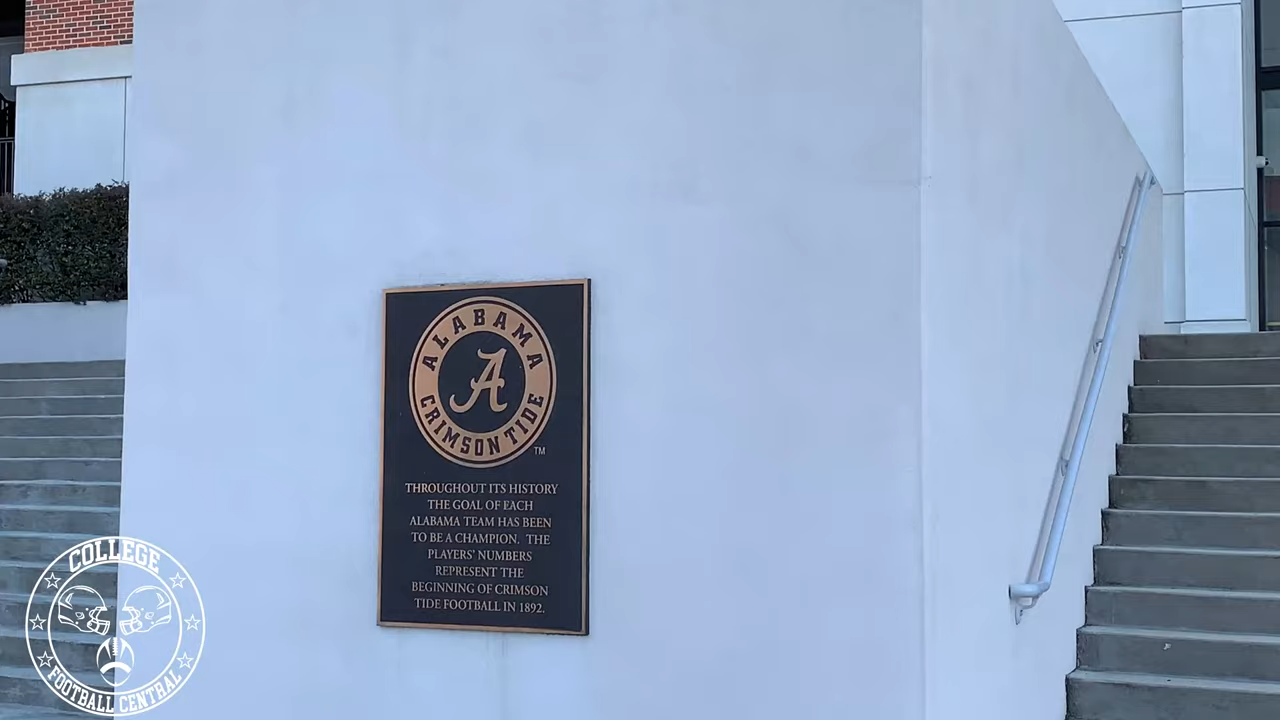 ALABAMA
A
CRIMSON TIDE
TM
THROUGHOUT ITS HISTORY
THE GOAL OF EACH
ALABAMA TEAM HAS BEEN
TO BE A CHAMPION. THE
PLAYERS' NUMBERS
REPRESENT THE
BEGINNING OF CRIMSON
TIDE FOOTBALL IN 1892.
COLLEGE
FOOTBALL CENTRAL